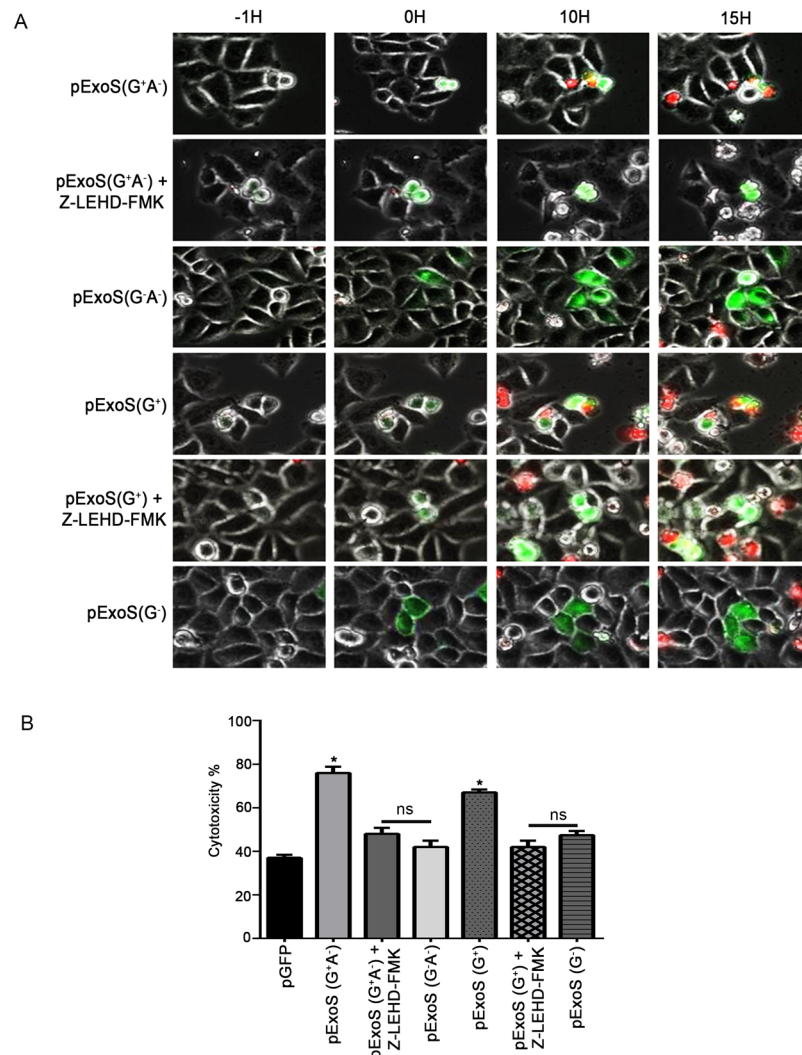 A
-1H 0H 10H 15H
pExoS(G⁺A⁻)
pExoS(G⁺A⁻) +
Z-LEHD-FMK
pExoS(G⁻A⁻)
pExoS(G⁺)
pExoS(G⁺) +
Z-LEHD-FMK
pExoS(G⁻)
B
Cytotoxicity %
100
80
60
40
20
0
*
ns
*
ns
pGFP
pExoS (G⁺A⁻)
pExoS (G⁺A⁻) +
Z-LEHD-FMK
pExoS (G⁻A⁻)
pExoS (G⁺)
pExoS (G⁺) +
Z-LEHD-FMK
pExoS (G⁻)